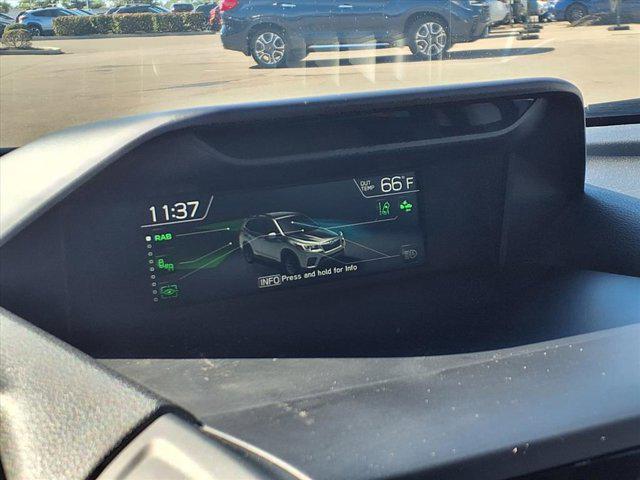 11:37
OUT TEMP 66°F
RAB
INFO Press and hold for Info